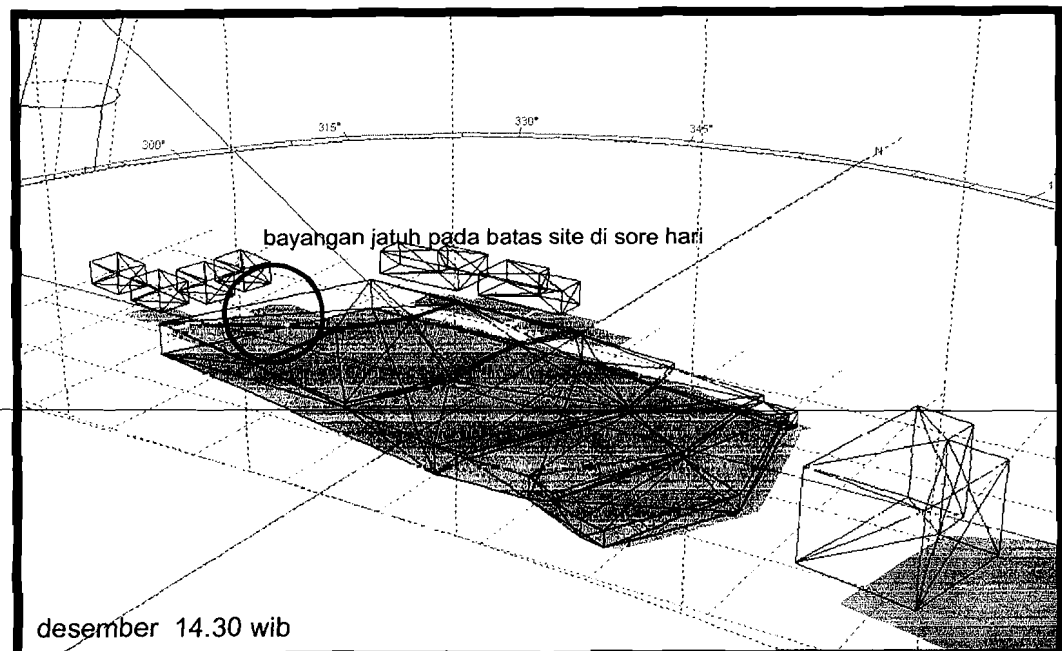 300°
315°
330°
345°
N
bayangan jatuh pada batas site di sore hari
desember 14.30 wib